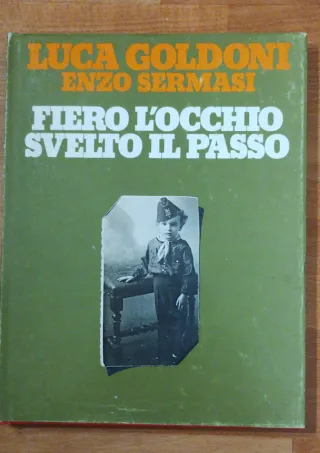 LUCA GOLDONI
ENZO SERMASI
FIERO L'OCCHIO
SVELTO IL PASSO